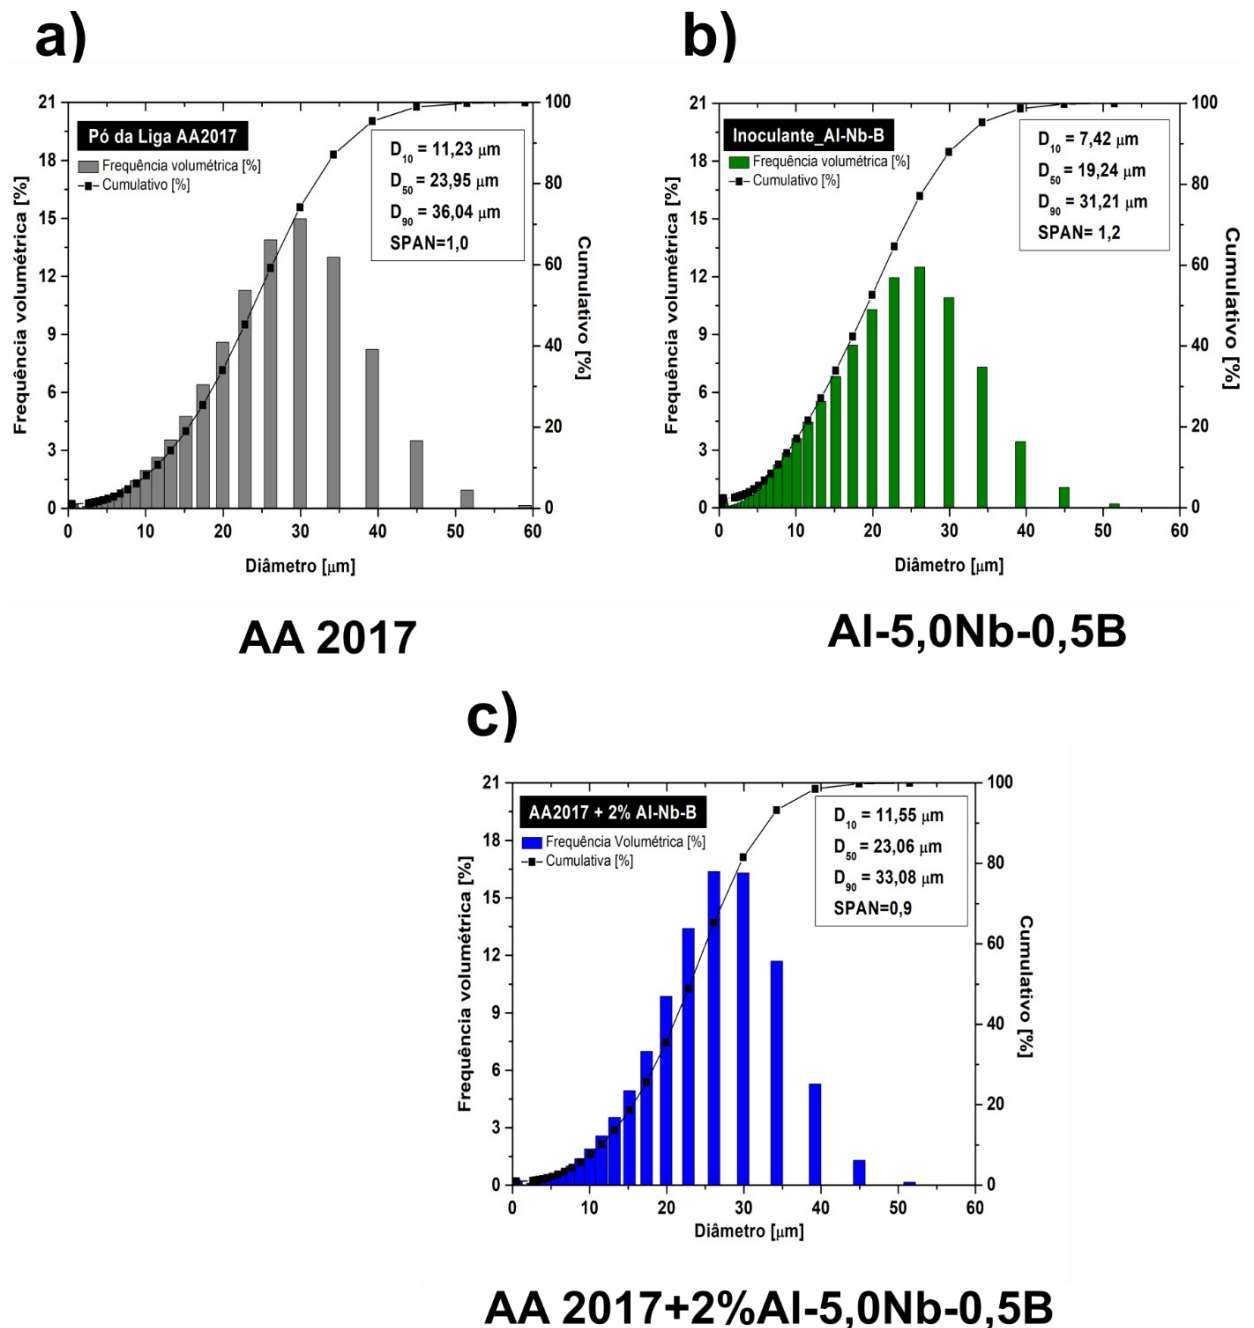 a)
Pó da Liga AA2017
Frequência volumétrica [%]
Cumulativo [%]
D10 = 11,23 μm
D50 = 23,95 μm
D90 = 36,04 μm
SPAN=1,0
Frequência volumétrica [%]
21
18
15
12
9
6
3
0
100
80
60
40
20
0
Cumulativo [%]
0 10 20 30 40 50 60
Diâmetro [μm]
AA 2017
b)
Inoculante_Al-Nb-B
Frequência volumétrica [%]
Cumulativo [%]
D10 = 7,42 μm
D50 = 19,24 μm
D90 = 31,21 μm
SPAN= 1,2
Frequência volumétrica [%]
21
18
15
12
9
6
3
0
100
80
60
40
20
0
Cumulativo [%]
0 10 20 30 40 50 60
Diâmetro [μm]
Al-5,0Nb-0,5B
c)
AA2017 + 2% Al-Nb-B
Frequência Volumétrica [%]
Cumulativa [%]
D10 = 11,55 μm
D50 = 23,06 μm
D90 = 33,08 μm
SPAN=0,9
Frequência volumétrica [%]
21
18
15
12
9
6
3
0
100
80
60
40
20
0
Cumulativo [%]
0 10 20 30 40 50 60
Diâmetro [μm]
AA 2017+2%Al-5,0Nb-0,5B